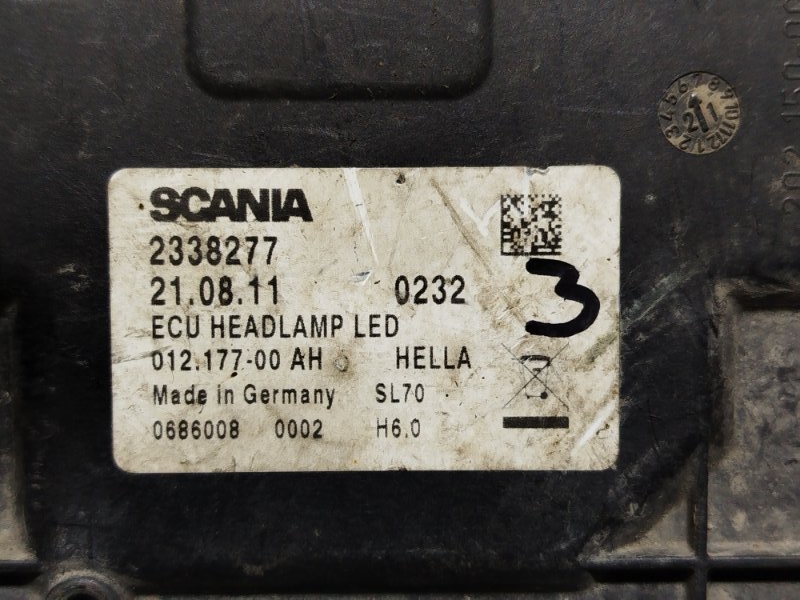 SCANIA
2338277
21.08.11 0232
3
ECU HEADLAMP LED
012.177-00 AH HELLA
Made in Germany SL70
0686008 0002 H6.0
21